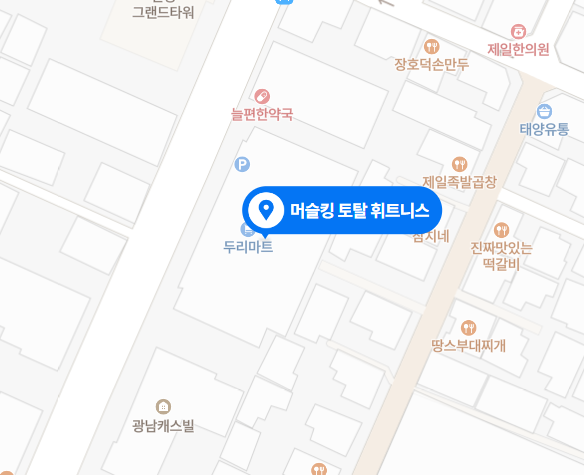 그랜드타워
제일한의원
장호덕손만두
늘편한약국
태양유통
P
제일족발곱창
머슬킹 토탈 휘트니스
참치네
두리마트
진짜맛있는
떡갈비
땅스부대찌개
광남캐스빌